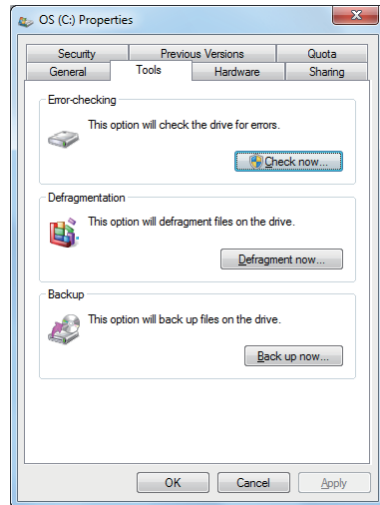 OS (C:) Properties
Security Previous Versions Quota
General Tools Hardware Sharing
Error-checking
This option will check the drive for errors.
Check now...
Defragmentation
This option will defragment files on the drive.
Defragment now...
Backup
This option will back up files on the drive.
Back up now...
OK Cancel Apply